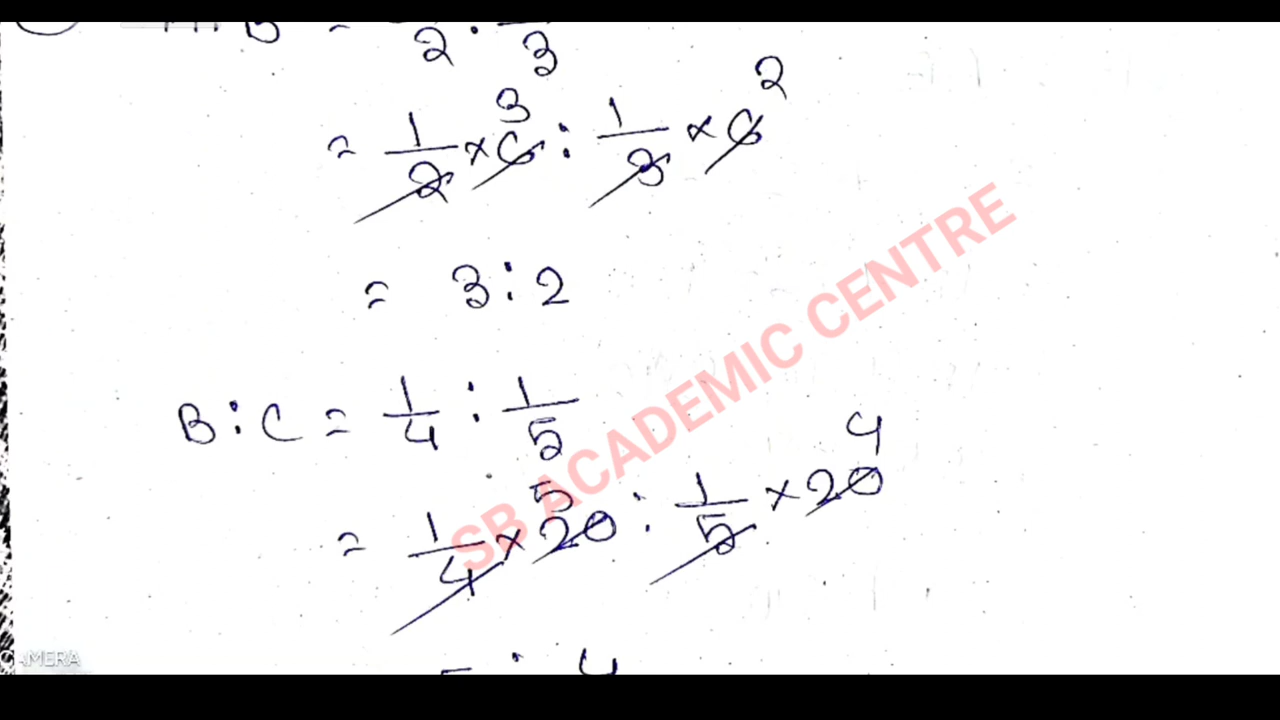 B = 2 : 3
3 2
= 1/2 × 6 : 1/3 × 6
= 3 : 2
B : C = 1/4 : 1/5
5 4
= 1/4 × 20 : 1/5 × 20
SB ACADEMIC CENTRE